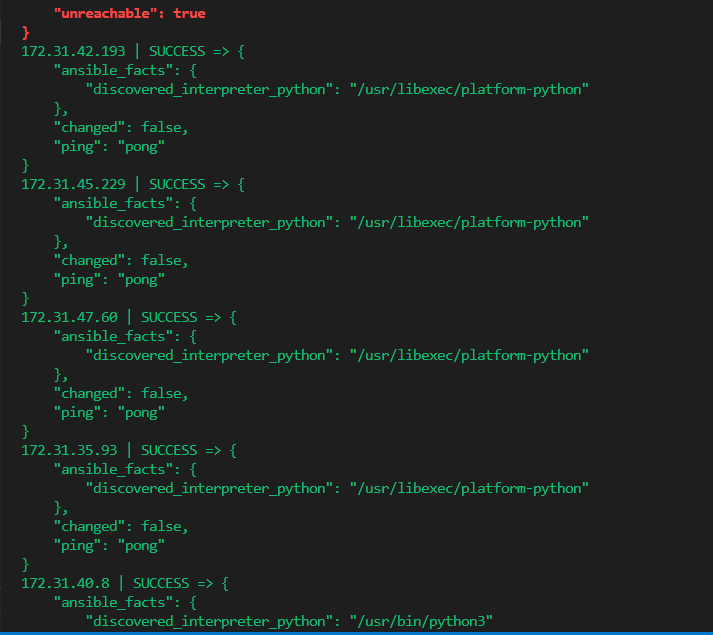 "unreachable": true
}
172.31.42.193 | SUCCESS => {
"ansible_facts": {
"discovered_interpreter_python": "/usr/libexec/platform-python"
},
"changed": false,
"ping": "pong"
}
172.31.45.229 | SUCCESS => {
"ansible_facts": {
"discovered_interpreter_python": "/usr/libexec/platform-python"
},
"changed": false,
"ping": "pong"
}
172.31.47.60 | SUCCESS => {
"ansible_facts": {
"discovered_interpreter_python": "/usr/libexec/platform-python"
},
"changed": false,
"ping": "pong"
}
172.31.35.93 | SUCCESS => {
"ansible_facts": {
"discovered_interpreter_python": "/usr/libexec/platform-python"
},
"changed": false,
"ping": "pong"
}
172.31.40.8 | SUCCESS => {
"ansible_facts": {
"discovered_interpreter_python": "/usr/bin/python3"